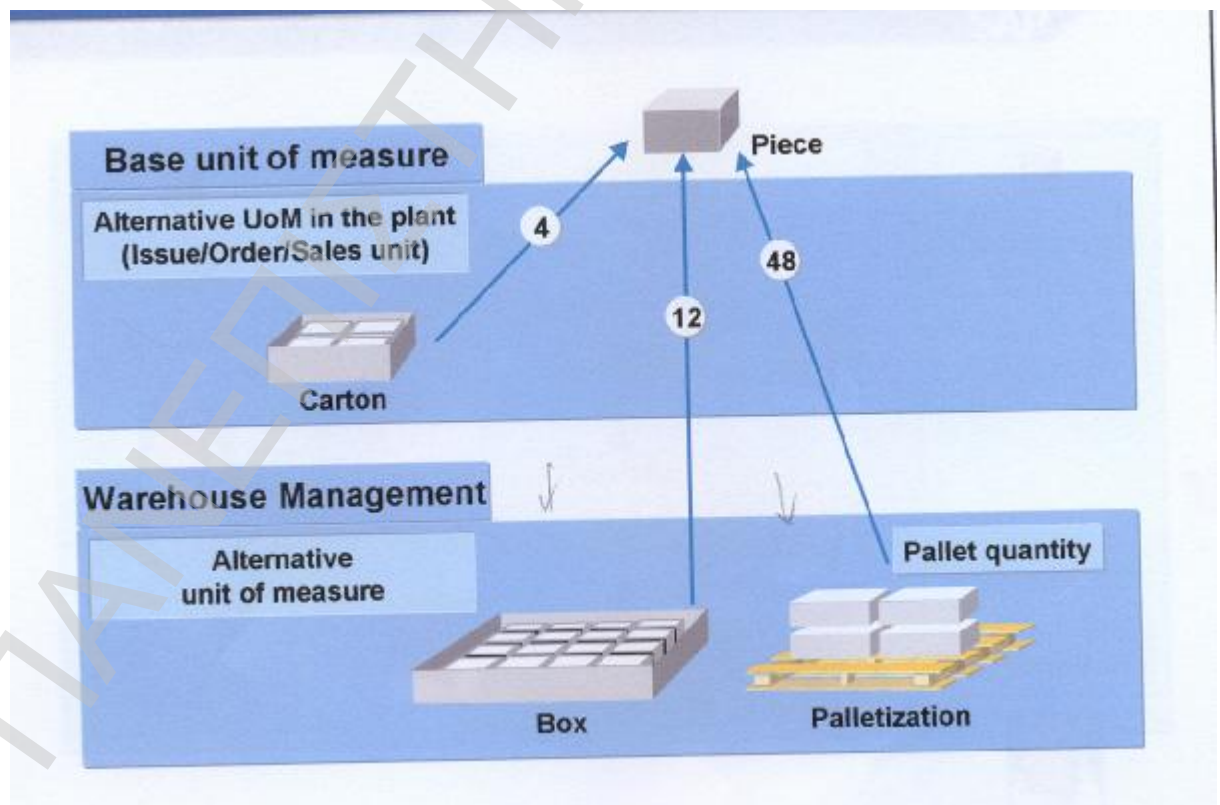 Base unit of measure
Piece
Alternative UoM in the plant
(Issue/Order/Sales unit)
4
48
12
Carton
Warehouse Management
Alternative
unit of measure
Pallet quantity
Box
Palletization